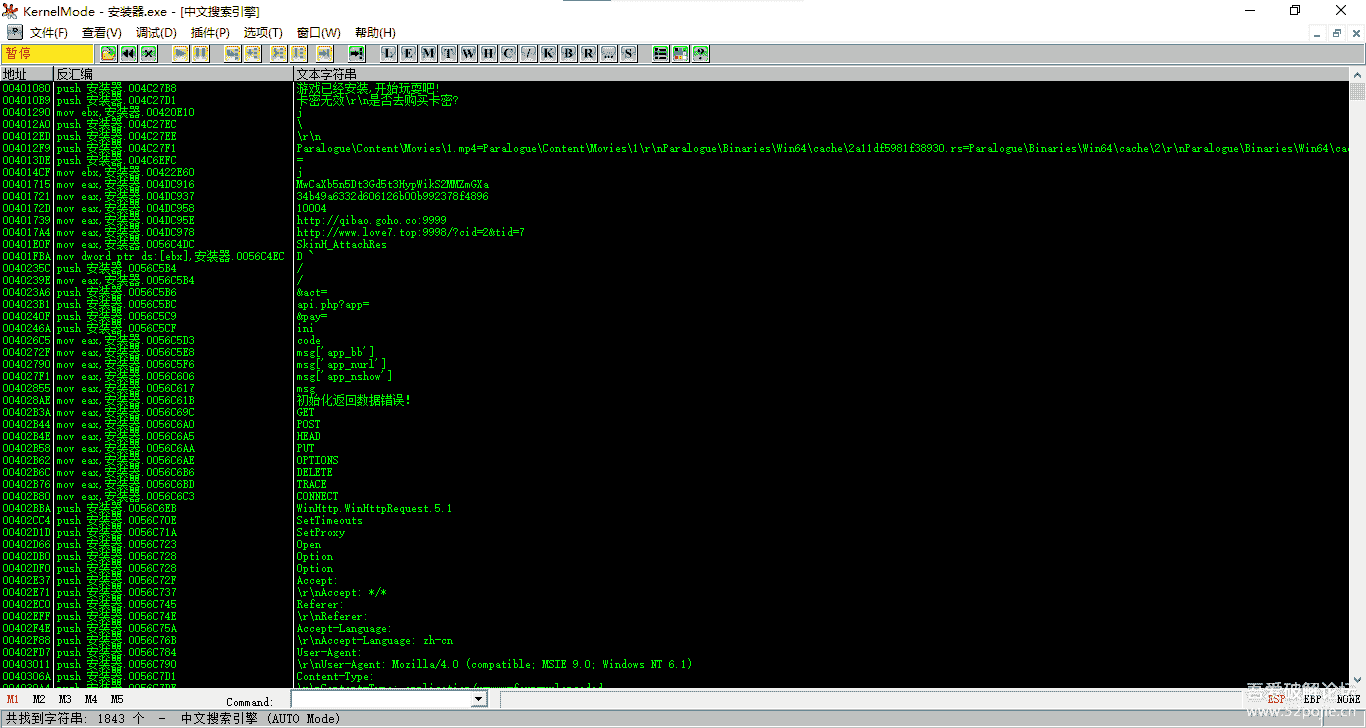 KernelMode - 安装器.exe - [中文搜索引擎]
文件(F) 查看(V) 调试(D) 插件(P) 选项(T) 窗口(W) 帮助(H)
暂停 L E M T W H C / K B R ... S ?
地址 反汇编 文本字符串
00401080 push 安装器.004C27B8 游戏已经安装,开始玩耍吧!
004010B9 push 安装器.004C27D1 卡密无效\r\n是否去购买卡密?
00401290 mov ebx,安装器.00420E10 j
004012A0 push 安装器.004C27EC \
004012ED push 安装器.004C27EE \r\n
004012F9 push 安装器.004C27F1 Paralogue\Content\Movies\1.mp4=Paralogue\Content\Movies\1\r\nParalogue\Binaries\Win64\cache\2a11df5981f38930.rs=Paralogue\Binaries\Win64\cache\2\r\nParalogue\Binaries\Win64\cac
004013DE push 安装器.004C6EFC =
004014CF mov ebx,安装器.00422E60 j
00401715 mov eax,安装器.004DC916 MwCaXb5n5Dt3Gd5t3HypWikS2MMZmGXa
00401721 mov eax,安装器.004DC937 34b49a6332d606126b00b992378f4896
0040172D mov eax,安装器.004DC958 10004
00401739 mov eax,安装器.004DC95E http://qibao.goho.co:9999
004017A4 mov eax,安装器.004DC978 http://www.love7.top:9998/?cid=2&tid=7
00401E0F mov eax,安装器.0056C4DC SkinH_AttachRes
00401FBA mov dword ptr ds:[ebx],安装器.0056C4EC D `
0040235C push 安装器.0056C5B4 /
0040239E mov eax,安装器.0056C5B4 /
004023A6 push 安装器.0056C5B6 &act=
004023B1 push 安装器.0056C5BC api.php?app=
0040240F push 安装器.0056C5C9 &pay=
0040246A push 安装器.0056C5CF ini
004026C5 mov eax,安装器.0056C5D3 code
0040272F mov eax,安装器.0056C5E8 msg['app_bb']
00402790 mov eax,安装器.0056C5F6 msg['app_nurl']
004027F1 mov eax,安装器.0056C606 msg['app_nshow']
00402855 mov eax,安装器.0056C617 msg
004028AE mov eax,安装器.0056C61B 初始化返回数据错误!
00402B3A mov eax,安装器.0056C69C GET
00402B44 mov eax,安装器.0056C6A0 POST
00402B4E mov eax,安装器.0056C6A5 HEAD
00402B58 mov eax,安装器.0056C6AA PUT
00402B62 mov eax,安装器.0056C6AE OPTIONS
00402B6C mov eax,安装器.0056C6B6 DELETE
00402B76 mov eax,安装器.0056C6BD TRACE
00402B80 mov eax,安装器.0056C6C3 CONNECT
00402BBA push 安装器.0056C6EB WinHttp.WinHttpRequest.5.1
00402CC4 push 安装器.0056C70E SetTimeouts
00402D1D push 安装器.0056C71A SetProxy
00402D66 push 安装器.0056C723 Open
00402DB0 push 安装器.0056C728 Option
00402DF0 push 安装器.0056C728 Option
00402E37 push 安装器.0056C72F Accept:
00402E71 push 安装器.0056C737 \r\nAccept: */*
00402EC0 push 安装器.0056C745 Referer:
00402EFF push 安装器.0056C74E \r\nReferer:
00402F4E push 安装器.0056C75A Accept-Language:
00402F88 push 安装器.0056C76B \r\nAccept-Language: zh-cn
00402FD7 push 安装器.0056C784 User-Agent:
00403011 push 安装器.0056C790 \r\nUser-Agent: Mozilla/4.0 (compatible; MSIE 9.0; Windows NT 6.1)
0040306A push 安装器.0056C7D1 Content-Type:
M1 M2 M3 M4 M5 Command: ESP EBP NONE
共找到字符串: 1843 个 - 中文搜索引擎 (AUTO Mode)
吾爱破解论坛
www.52pojie.cn